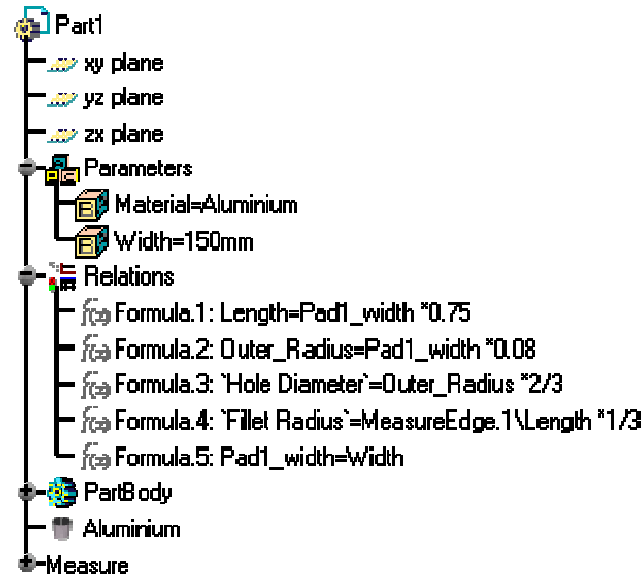 Part1
xy plane
yz plane
zx plane
Parameters
Material=Aluminium
Width=150mm
Relations
Formula.1: Length=Pad1_width *0.75
Formula.2: Outer_Radius=Pad1_width *0.08
Formula.3: `Hole Diameter`=Outer_Radius *2/3
Formula.4: `Fillet Radius`=MeasureEdge.1\Length *1/3
Formula.5: Pad1_width=Width
PartBody
Aluminium
Measure